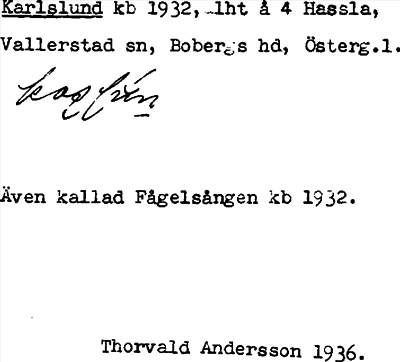 Karlslund kb 1932, lht å 4 Hassla,
Vallerstad sn, Bobergs hd, Österg.l.
Även kallad Fågelsången kb 1932.
Thorvald Andersson 1936.